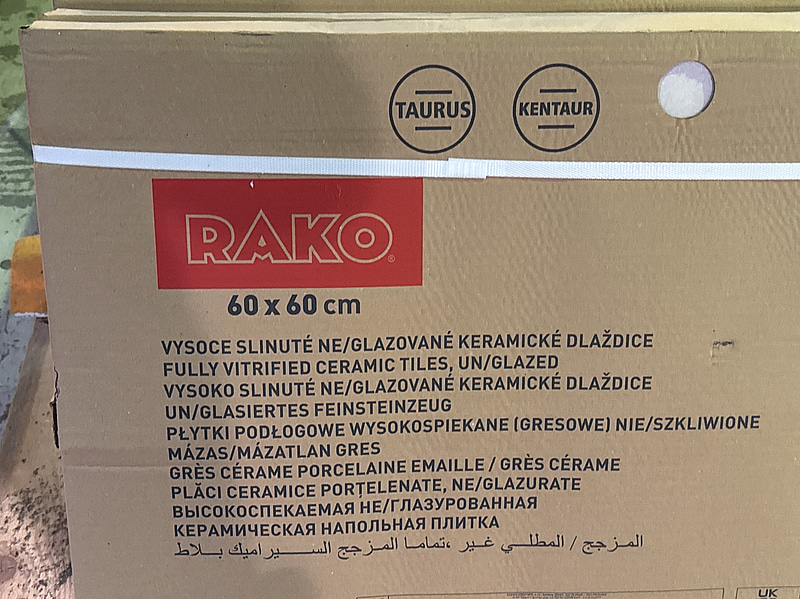 TAURUS KENTAUR
RAKO®
60 x 60 cm
VYSOCE SLINUTÉ NE/GLAZOVANÉ KERAMICKÉ DLAŽDICE
FULLY VITRIFIED CERAMIC TILES, UN/GLAZED
VYSOKO SLINUTÉ NE/GLAZOVANÉ KERAMICKÉ DLAŽDICE
UN/GLASIERTES FEINSTEINZEUG
PŁYTKI PODŁOGOWE WYSOKOSPIEKANE (GRESOWE) NIE/SZKLIWIONE
MÁZAS/MÁZATLAN GRES
GRÈS CÉRAME PORCELAINE EMAILLE / GRÈS CÉRAME
PLĂCI CERAMICE PORȚELENATE, NE/GLAZURATE
ВЫСОКОСПЕКАЕМАЯ НЕ/ГЛАЗУРОВАННАЯ
КЕРАМИЧЕСКАЯ НАПОЛЬНАЯ ПЛИТКА
المزجج / المطلي غير ،تماما المزجج السيراميك بلاط
UK